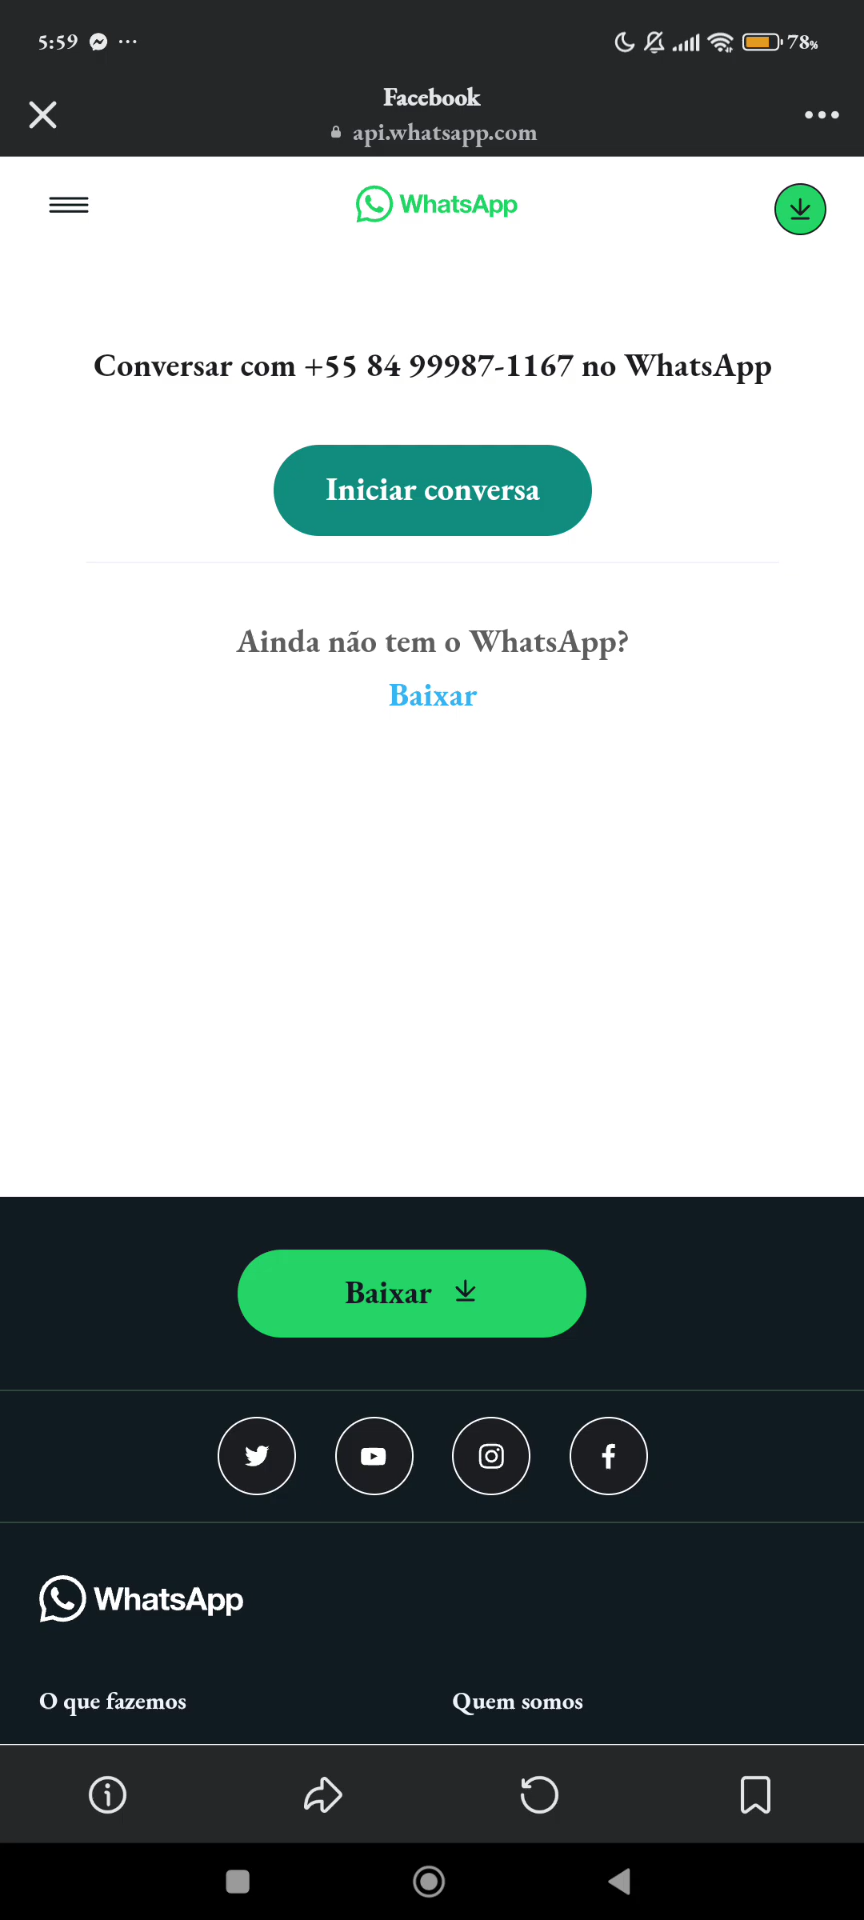 5:59
78%
Facebook
api.whatsapp.com
WhatsApp
Conversar com +55 84 99987-1167 no WhatsApp
Iniciar conversa
Ainda não tem o WhatsApp?
Baixar
Baixar
WhatsApp
O que fazemos
Quem somos